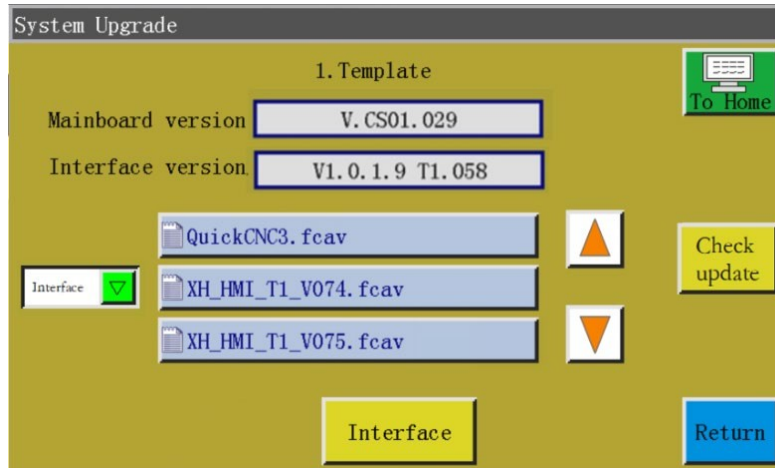 System Upgrade
1.Template
To Home
Mainboard version
V.CS01.029
Interface version
V1.0.1.9 T1.058
QuickCNC3.fcav
Check update
Interface
XH_HMI_T1_V074.fcav
XH_HMI_T1_V075.fcav
Interface
Return